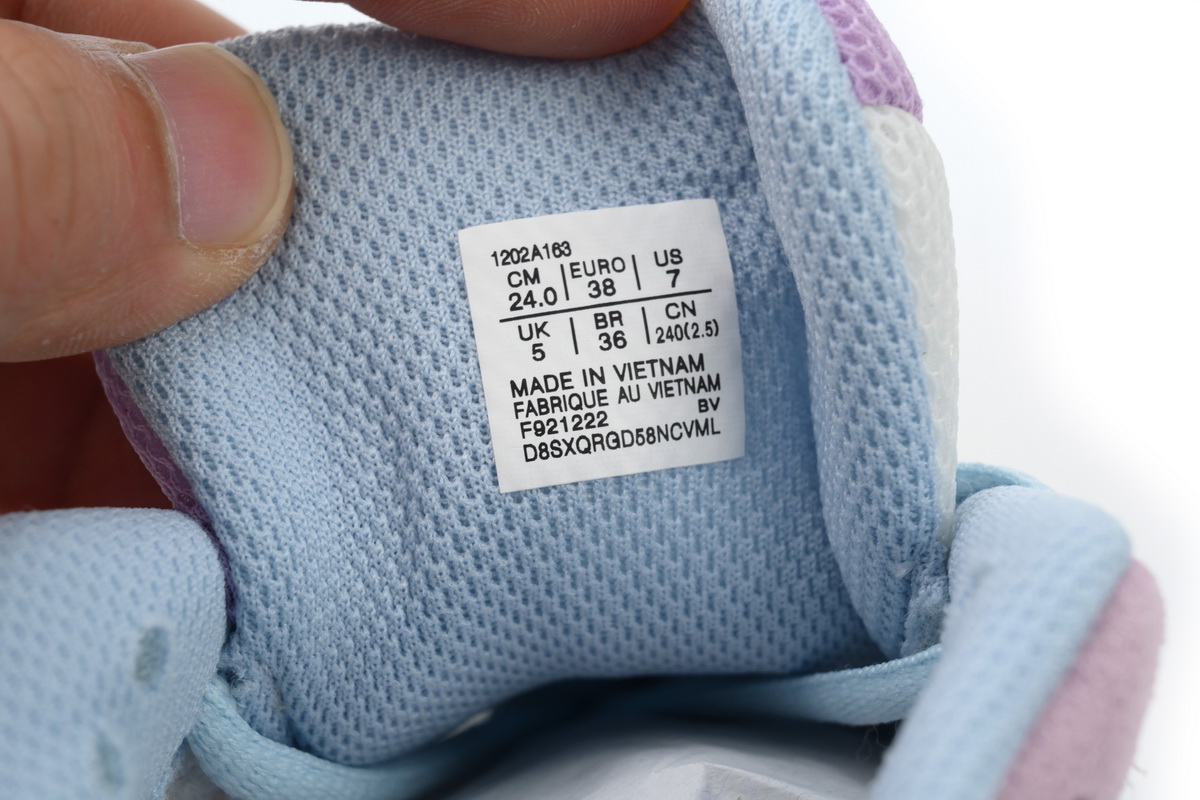 1202A163
CM | EURO | US
24.0 | 38 | 7
UK | BR | CN
5 | 36 | 240(2.5)
MADE IN VIETNAM
FABRIQUE AU VIETNAM
F921222 BV
D8SXQRGD58NCVML